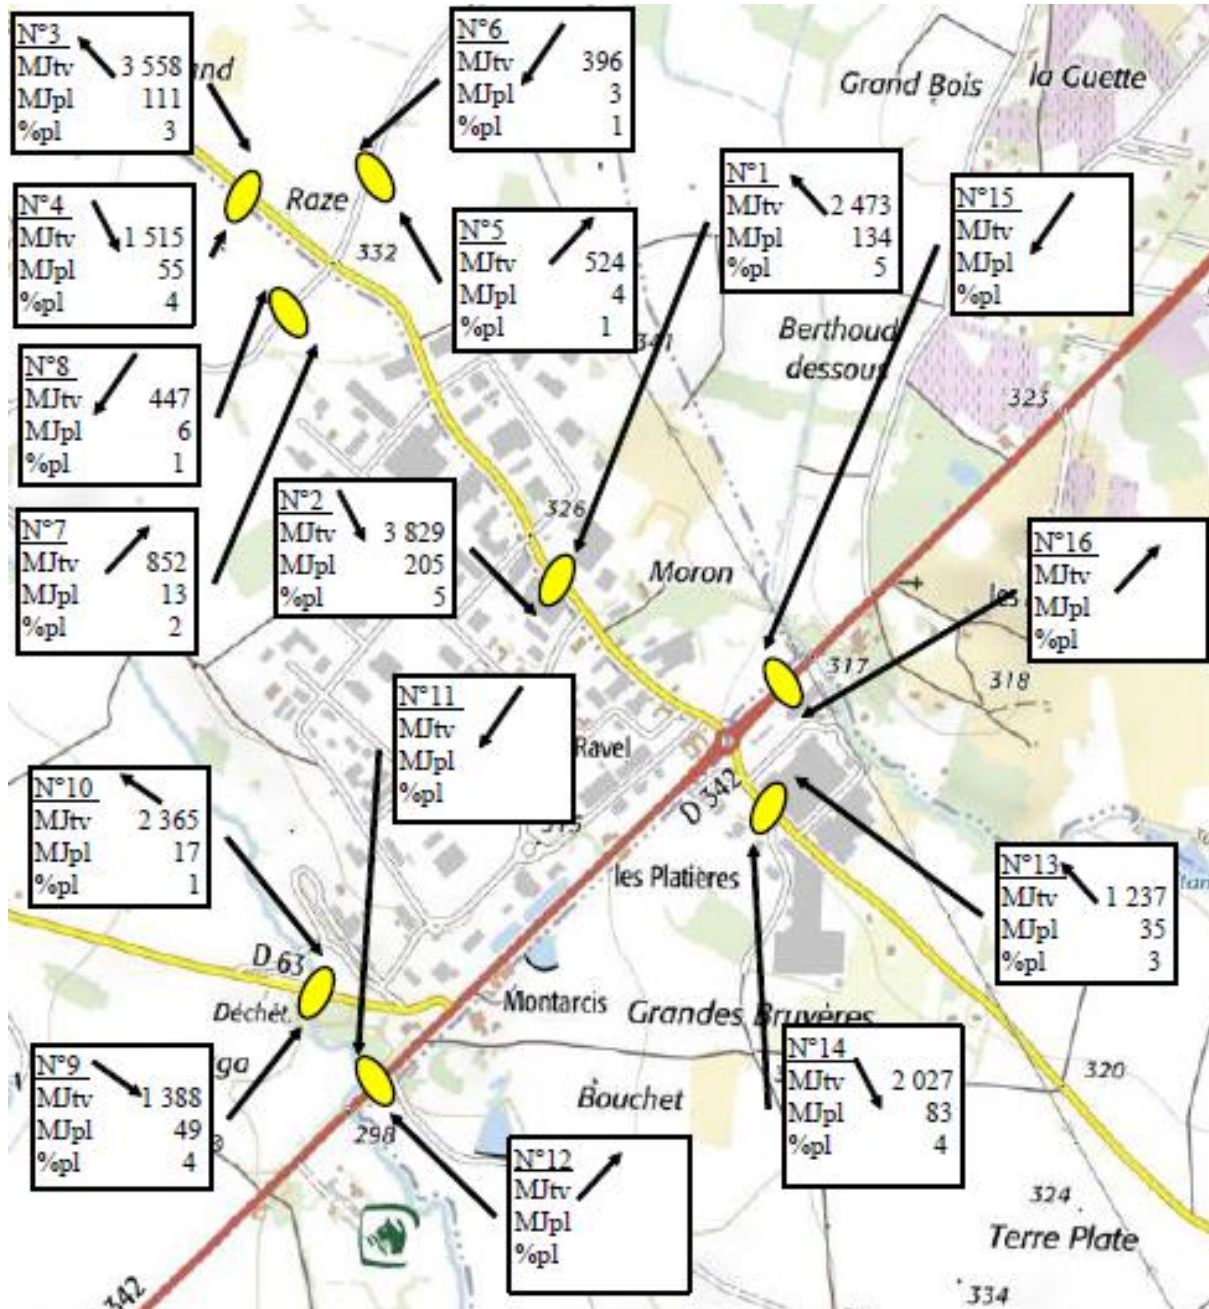 N°3
MJtv 3 558
MJpl 111
%pl 3
and
N°6
MJtv 396
MJpl 3
%pl 1
Grand Bois
la Guette
N°4
MJtv 1 515
MJpl 55
%pl 4
Raze
332
N°5
MJtv 524
MJpl 4
%pl 1
N°1
MJtv 2 473
MJpl 134
%pl 5
N°15
MJtv
MJpl
%pl
341
Berthoud
dessous
323
N°8
MJtv 447
MJpl 6
%pl 1
N°7
MJtv 852
MJpl 13
%pl 2
N°2
MJtv 3 829
MJpl 205
%pl 5
326
Moron
N°16
MJtv
MJpl
%pl
les
317
318
N°11
MJtv
MJpl
%pl
Ravel
D 342
315
les Platières
N°10
MJtv 2 365
MJpl 17
%pl 1
N°13
MJtv 1 237
MJpl 35
%pl 3
D 63
Déchèt.
Montarcis
Grandes Bruyères
N°9
MJtv 1 388
MJpl 49
%pl 4
ga
Bouchet
298
N°14
MJtv 2 027
MJpl 83
%pl 4
320
N°12
MJtv
MJpl
%pl
324
Terre Plate
342
334